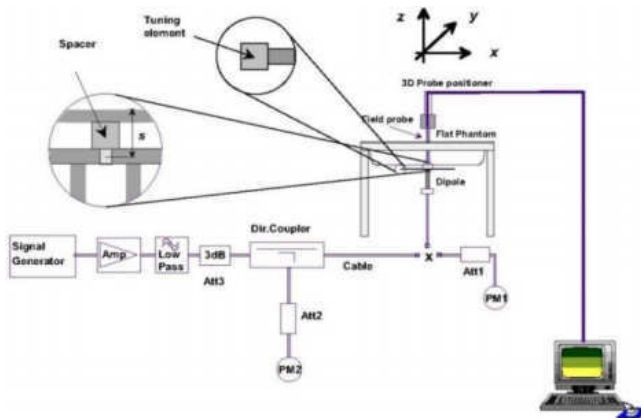 Tuning
element
Spacer
s
z
y
x
3D Probe positioner
Field probe
Flat Phantom
Dipole
Signal
Generator
Amp
Low
Pass
3dB
Att3
Dir.Coupler
Cable
x
Att1
PM1
Att2
PM2